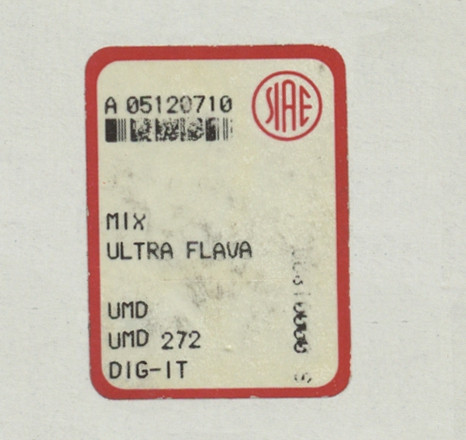 A 05120710
SIAE
MIX
ULTRA FLAVA
UMD
UMD 272
DIG-IT